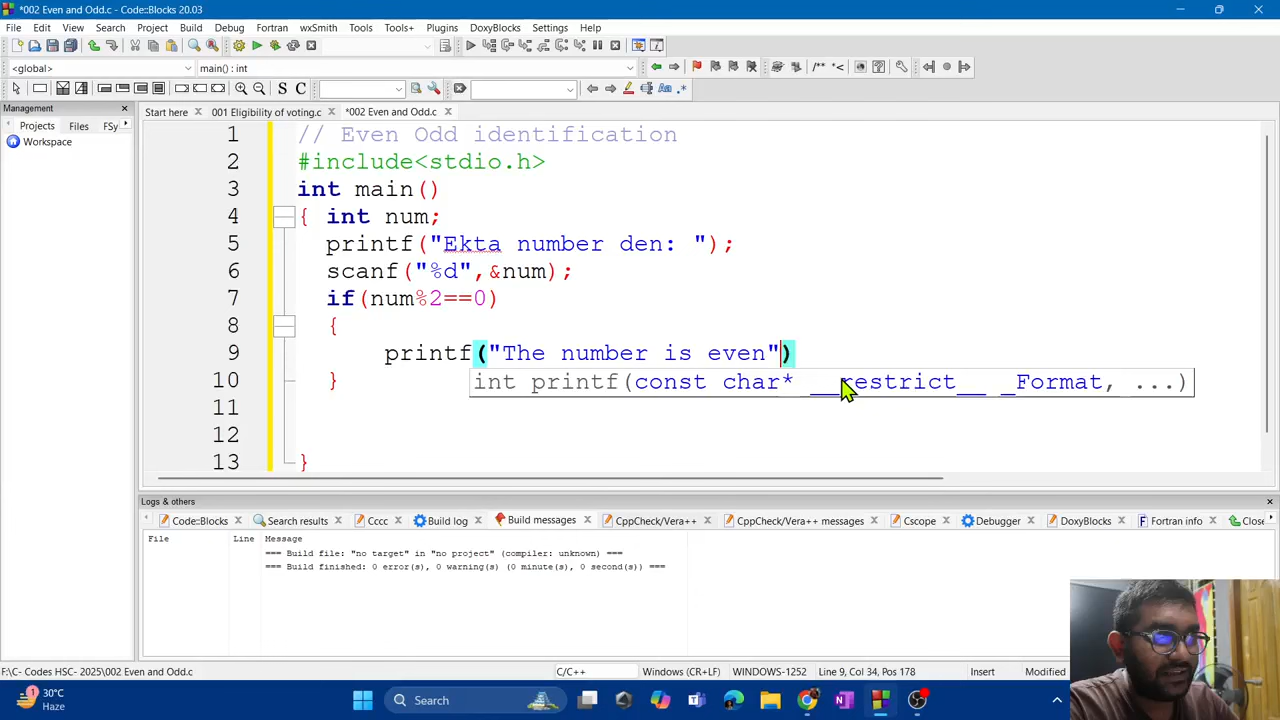 *002 Even and Odd.c - Code::Blocks 20.03
File Edit View Search Project Build Debug Fortran wxSmith Tools Tools+ Plugins DoxyBlocks Settings Help
<global> main() : int
S C
Management
Projects Files FSy
Workspace
Start here 001 Eligibility of voting.c *002 Even and Odd.c
1 // Even Odd identification
2 #include<stdio.h>
3 int main()
4 { int num;
5 printf("Ekta number den: ");
6 scanf("%d",&num);
7 if(num%2==0)
8 {
9 printf("The number is even")
10 }
int printf(const char* __restrict__ _Format, ...)
11
12
13 }
Logs & others
Code::Blocks Search results Cccc Build log Build messages CppCheck/Vera++ CppCheck/Vera++ messages Cscope Debugger DoxyBlocks Fortran info Close
File Line Message
=== Build file: "no target" in "no project" (compiler: unknown) ===
=== Build finished: 0 error(s), 0 warning(s) (0 minute(s), 0 second(s)) ===
F:\C- Codes HSC- 2025\002 Even and Odd.c C/C++ Windows (CR+LF) WINDOWS-1252 Line 9, Col 34, Pos 178 Insert Modified
30°C
Haze
Search